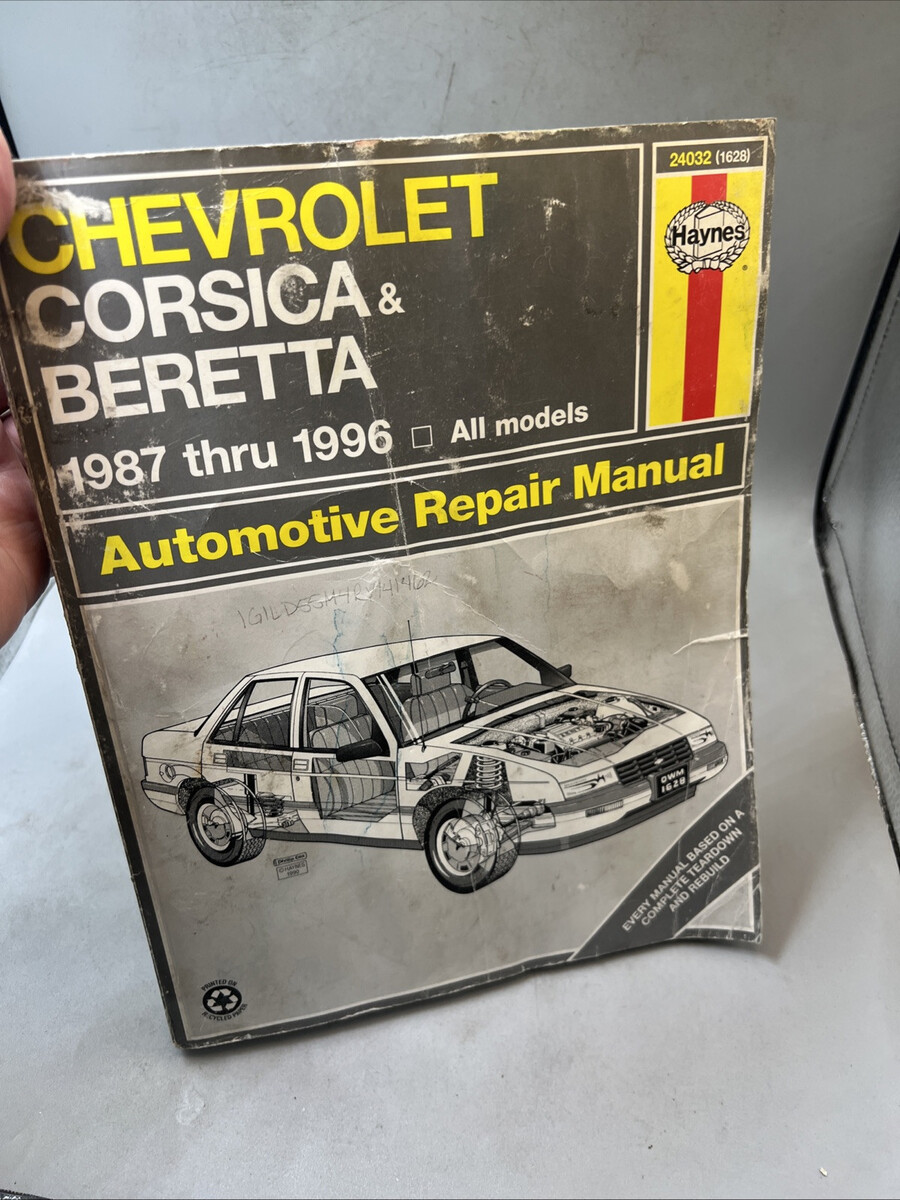 24032 (1628)
Haynes
CHEVROLET
CORSICA &
BERETTA
1987 thru 1996 □ All models
Automotive Repair Manual
OWM
1628
© HAYNES
EVERY MANUAL BASED ON A
COMPLETE TEARDOWN
AND REBUILD
PRINTED ON
RECYCLED PAPER